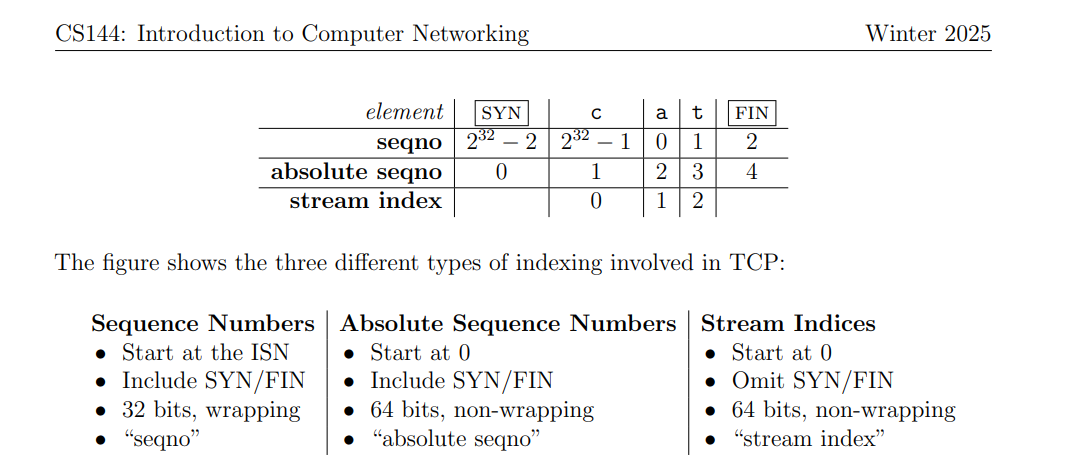 CS144: Introduction to Computer Networking Winter 2025
element SYN c a t FIN
seqno 2³² − 2 2³² − 1 0 1 2
absolute seqno 0 1 2 3 4
stream index 0 1 2
The figure shows the three different types of indexing involved in TCP:
Sequence Numbers Absolute Sequence Numbers Stream Indices
• Start at the ISN • Start at 0 • Start at 0
• Include SYN/FIN • Include SYN/FIN • Omit SYN/FIN
• 32 bits, wrapping • 64 bits, non-wrapping • 64 bits, non-wrapping
• “seqno” • “absolute seqno” • “stream index”